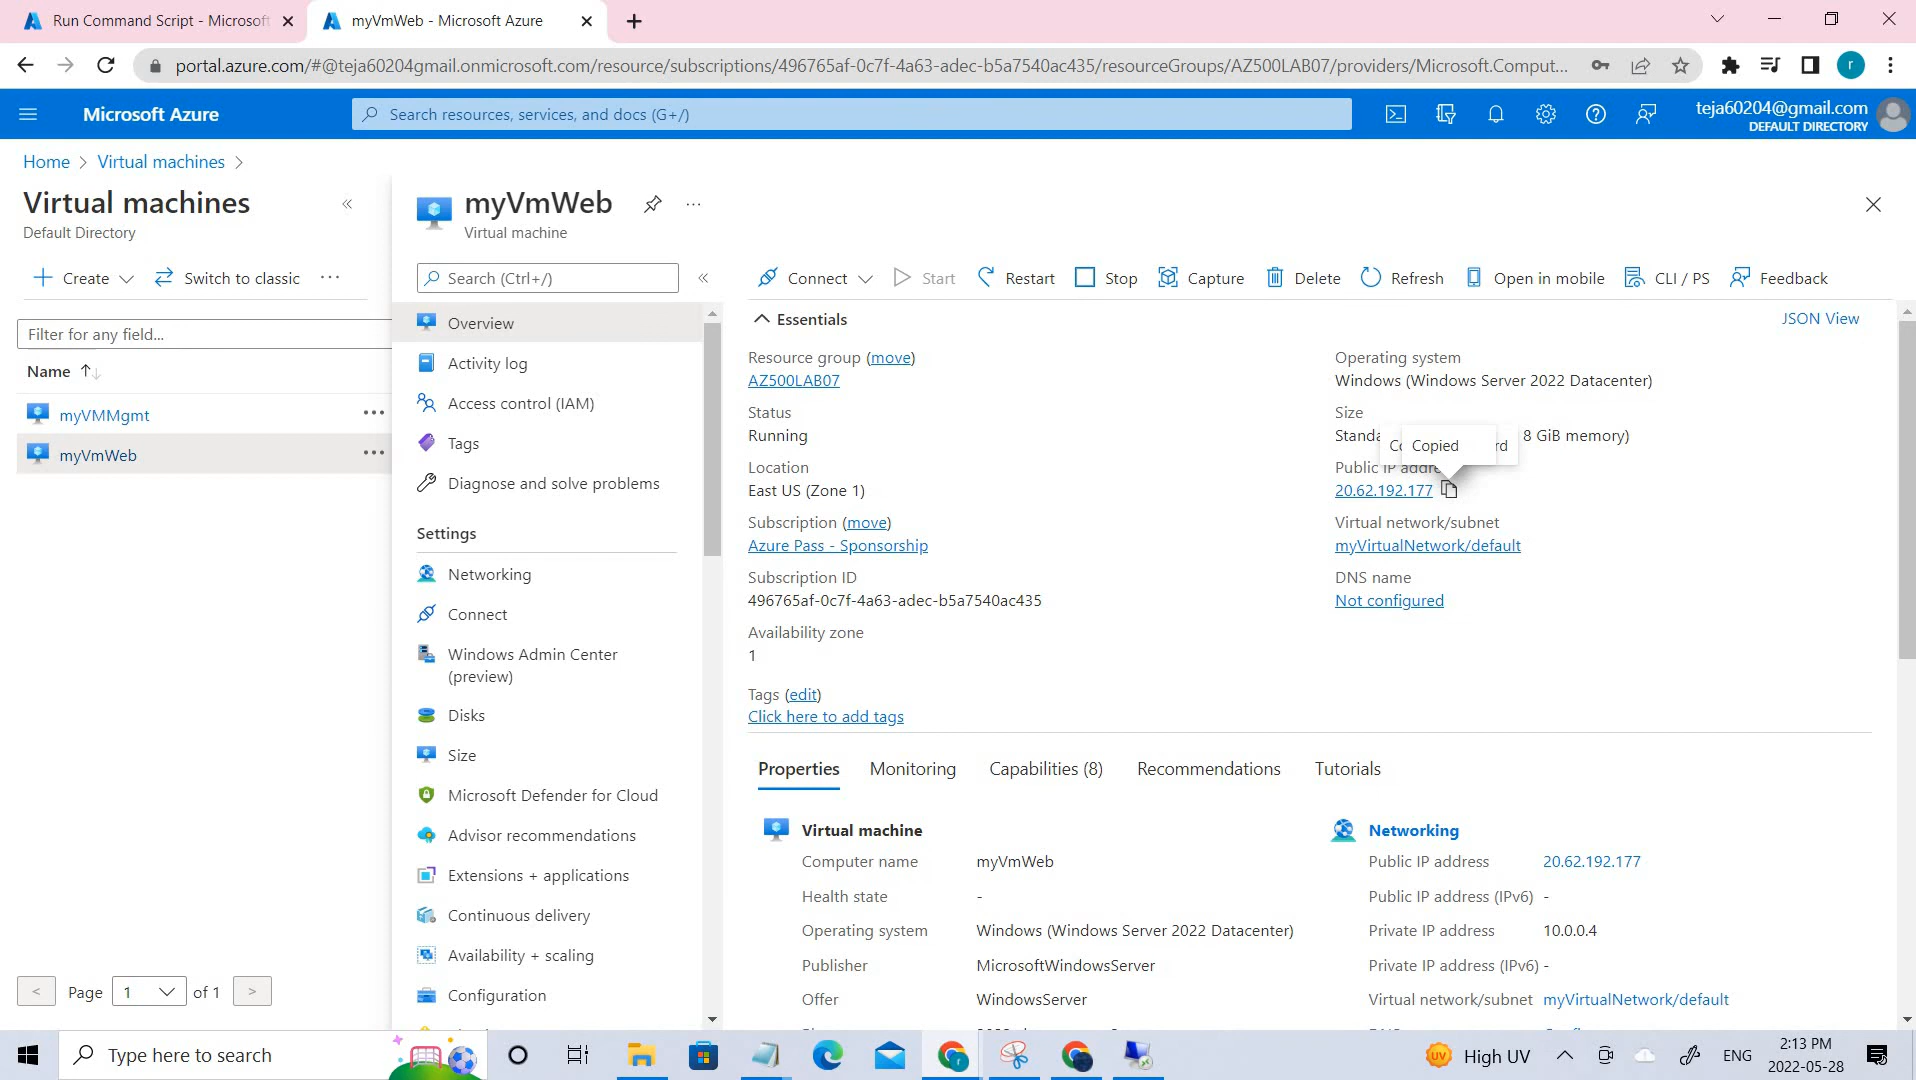 Run Command Script - Microsoft
myVmWeb - Microsoft Azure
portal.azure.com/#@teja60204gmail.onmicrosoft.com/resource/subscriptions/496765af-0c7f-4a63-adec-b5a7540ac435/resourceGroups/AZ500LAB07/providers/Microsoft.Comput...
r
Microsoft Azure
Search resources, services, and docs (G+/)
teja60204@gmail.com
DEFAULT DIRECTORY
Home > Virtual machines >
Virtual machines
Default Directory
Create
Switch to classic
Filter for any field...
Name
myVMMgmt
myVmWeb
< Page 1 of 1 >
myVmWeb
Virtual machine
Search (Ctrl+/)
Overview
Activity log
Access control (IAM)
Tags
Diagnose and solve problems
Settings
Networking
Connect
Windows Admin Center
(preview)
Disks
Size
Microsoft Defender for Cloud
Advisor recommendations
Extensions + applications
Continuous delivery
Availability + scaling
Configuration
Connect
Start
Restart
Stop
Capture
Delete
Refresh
Open in mobile
CLI / PS
Feedback
Essentials
JSON View
Resource group (move)
AZ500LAB07
Status
Running
Location
East US (Zone 1)
Subscription (move)
Azure Pass - Sponsorship
Subscription ID
496765af-0c7f-4a63-adec-b5a7540ac435
Availability zone
1
Tags (edit)
Click here to add tags
Operating system
Windows (Windows Server 2022 Datacenter)
Size
8 GiB memory)
Copied
Public IP
20.62.192.177
Virtual network/subnet
myVirtualNetwork/default
DNS name
Not configured
Properties
Monitoring
Capabilities (8)
Recommendations
Tutorials
Virtual machine
Computer name myVmWeb
Health state -
Operating system Windows (Windows Server 2022 Datacenter)
Publisher MicrosoftWindowsServer
Offer WindowsServer
Networking
Public IP address 20.62.192.177
Public IP address (IPv6) -
Private IP address 10.0.0.4
Private IP address (IPv6) -
Virtual network/subnet myVirtualNetwork/default
Type here to search
UV
High UV
ENG
2:13 PM
2022-05-28